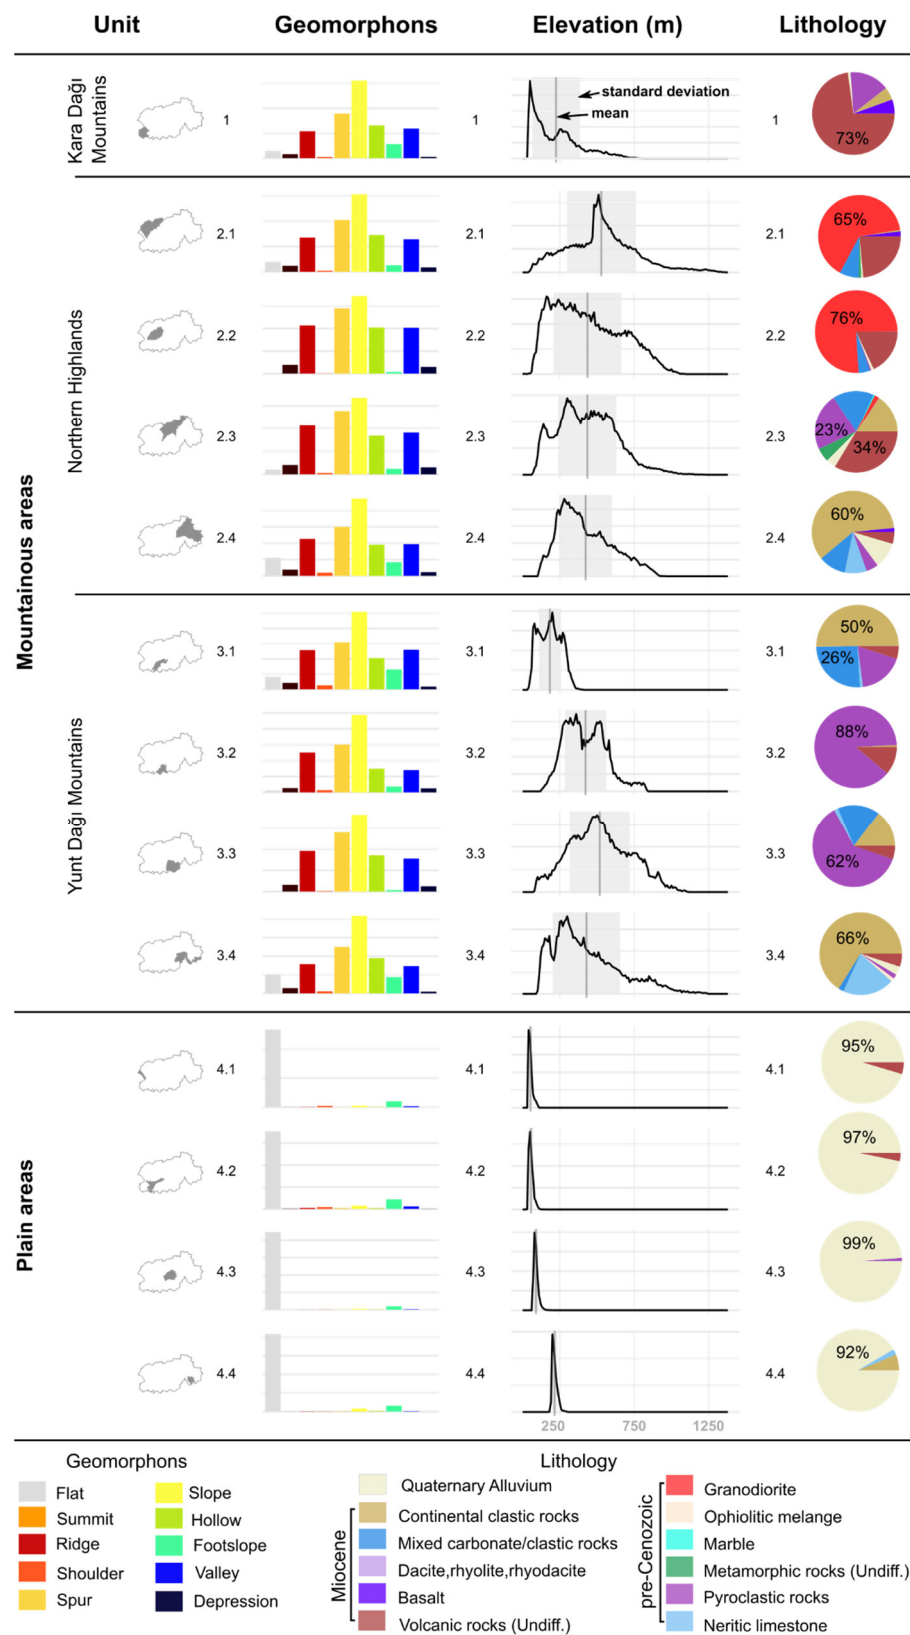 Unit Geomorphons Elevation (m) Lithology
Kara Dağı
Mountains
1 1 standard deviation
mean
1 73%
Mountainous areas
Northern Highlands
2.1 2.1 2.1 65%
2.2 2.2 2.2 76%
2.3 2.3 2.3 23% 34%
2.4 2.4 2.4 60%
Yunt Dağı Mountains
3.1 3.1 3.1 50%
26%
3.2 3.2 3.2 88%
3.3 3.3 3.3 62%
3.4 3.4 3.4 66%
Plain areas
4.1 4.1 4.1 95%
4.2 4.2 4.2 97%
4.3 4.3 4.3 99%
4.4 4.4 4.4 92%
250 750 1250
Geomorphons
Flat
Summit
Ridge
Shoulder
Spur
Slope
Hollow
Footslope
Valley
Depression
Lithology
Quaternary Alluvium
Miocene
Continental clastic rocks
Mixed carbonate/clastic rocks
Dacite,rhyolite,rhyodacite
Basalt
Volcanic rocks (Undiff.)
pre-Cenozoic
Granodiorite
Ophiolitic melange
Marble
Metamorphic rocks (Undiff.)
Pyroclastic rocks
Neritic limestone